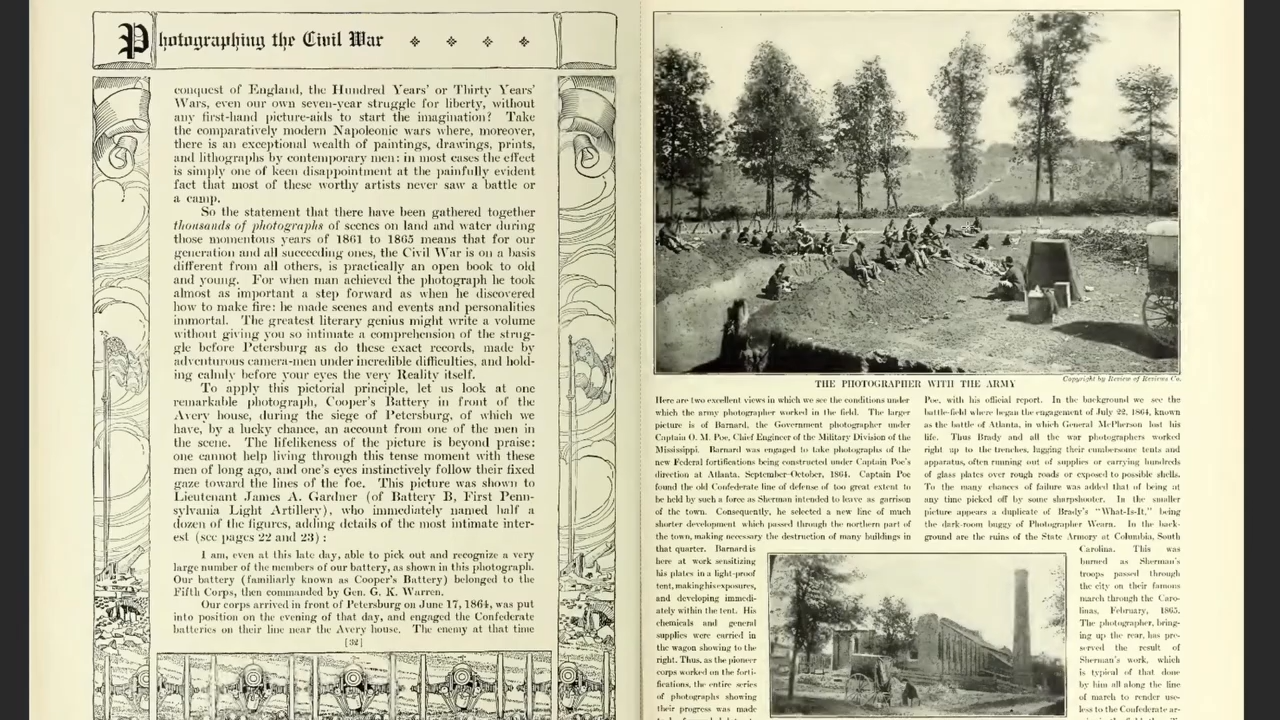 Photographing the Civil War
conquest of England, the Hundred Years' or Thirty Years'
Wars, even our own seven-year struggle for liberty, without
any first-hand picture-aids to start the imagination? Take
the comparatively modern Napoleonic wars where, moreover,
there is an exceptional wealth of paintings, drawings, prints,
and lithographs by contemporary men: in most cases the effect
is simply one of keen disappointment at the painfully evident
fact that most of these worthy artists never saw a battle or
a camp.
So the statement that there have been gathered together
thousands of photographs of scenes on land and water during
those momentous years of 1861 to 1865 means that for our
generation and all succeeding ones, the Civil War is on a basis
different from all others, is practically an open book to old
and young. For when man achieved the photograph he took
almost as important a step forward as when he discovered
how to make fire: he made scenes and events and personalities
immortal. The greatest literary genius might write a volume
without giving you so intimate a comprehension of the strug-
gle before Petersburg as do these exact records, made by
adventurous camera-men under incredible difficulties, and hold-
ing calmly before your eyes the very Reality itself.
To apply this pictorial principle, let us look at one
remarkable photograph, Cooper's Battery in front of the
Avery house, during the siege of Petersburg, of which we
have, by a lucky chance, an account from one of the men in
the scene. The lifelikeness of the picture is beyond praise:
one cannot help living through this tense moment with these
men of long ago, and one's eyes instinctively follow their fixed
gaze toward the lines of the foe. This picture was shown to
Lieutenant James A. Gardner (of Battery B, First Penn-
sylvania Light Artillery), who immediately named half a
dozen of the figures, adding details of the most intimate inter-
est (see pages 22 and 23):
I am, even at this late day, able to pick out and recognize a very
large number of the members of our battery, as shown in this photograph.
Our battery (familiarly known as Cooper's Battery) belonged to the
Fifth Corps, then commanded by Gen. G. K. Warren.
Our corps arrived in front of Petersburg on June 17, 1864, was put
into position on the evening of that day, and engaged the Confederate
batteries on their line near the Avery house. The enemy at that time
[32]
Copyright by Review of Reviews Co.
THE PHOTOGRAPHER WITH THE ARMY
Here are two excellent views in which we see the conditions under
which the army photographer worked in the field. The larger
picture is of Barnard, the Government photographer under
Captain O. M. Poe, Chief Engineer of the Military Division of the
Mississippi. Barnard was engaged to take photographs of the
new Federal fortifications being constructed under Captain Poe's
direction at Atlanta, September-October, 1864. Captain Poe
found the old Confederate line of defense of too great extent to
be held by such a force as Sherman intended to leave as garrison
of the town. Consequently, he selected a new line of much
shorter development which passed through the northern part of
the town, making necessary the destruction of many buildings in
that quarter. Barnard is
here at work sensitizing
his plates in a light-proof
tent, making his exposures,
and developing immedi-
ately within the tent. His
chemicals and general
supplies were carried in
the wagon showing to the
right. Thus, as the pioneer
corps worked on the forti-
fications, the entire series
of photographs showing
their progress was made
Poe, with his official report. In the background we see the
battle-field where began the engagement of July 22, 1864, known
as the battle of Atlanta, in which General McPherson lost his
life. Thus Brady and all the war photographers worked
right up to the trenches, lugging their cumbersome tents and
apparatus, often running out of supplies or carrying hundreds
of glass plates over rough roads or exposed to possible shells.
To the many chances of failure was added that of being at
any time picked off by some sharpshooter. In the smaller
picture appears a duplicate of Brady's "What-Is-It," being
the dark-room buggy of Photographer Wearn. In the back-
ground are the ruins of the State Armory at Columbia, South
Carolina. This was
burned as Sherman's
troops passed through
the city on their famous
march through the Caro-
linas, February, 1865.
The photographer, bring-
ing up the rear, has pre-
served the result of
Sherman's work, which
is typical of that done
by him all along the line
of march to render use-
less to the Confederate ar-